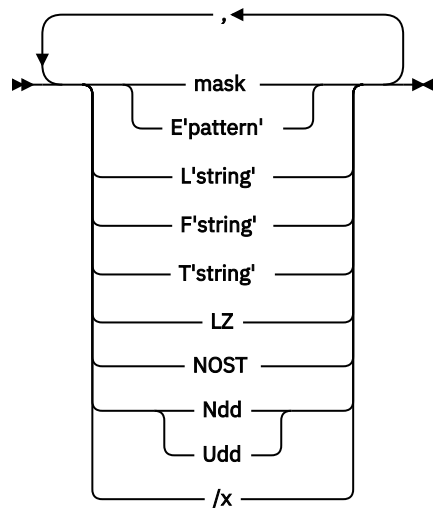 ,
mask
E'pattern'
L'string'
F'string'
T'string'
LZ
NOST
Ndd
Udd
/x